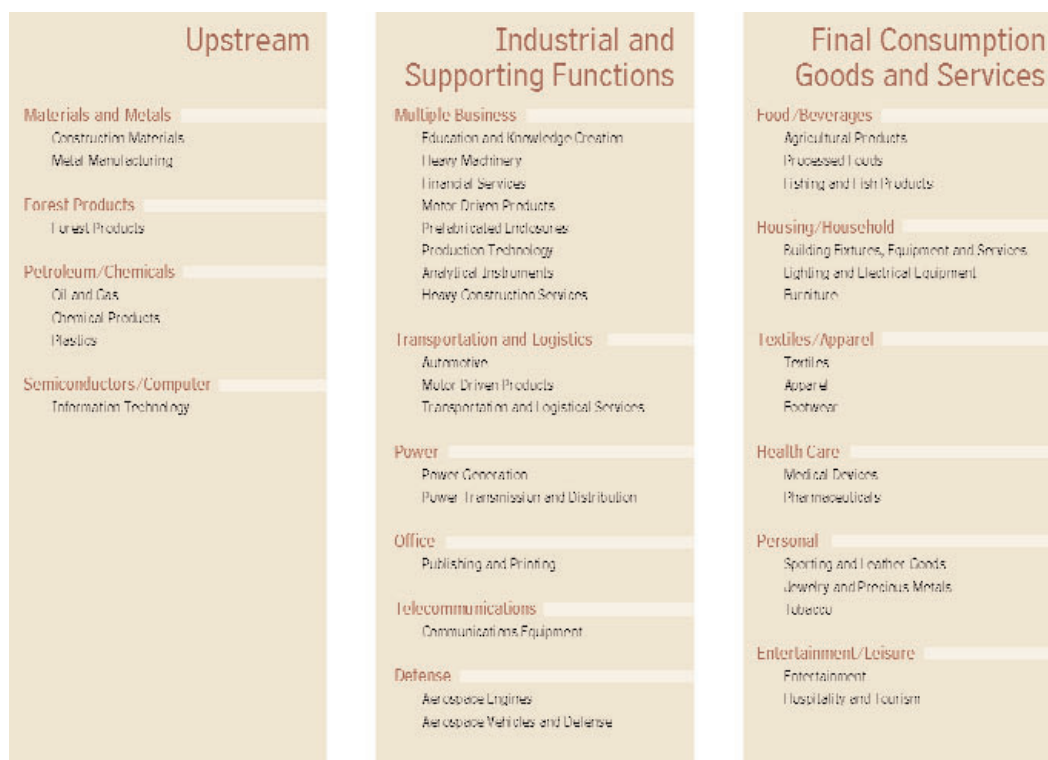 Upstream
Materials and Metals
Construction Materials
Metal Manufacturing
Forest Products
Forest Products
Petroleum/Chemicals
Oil and Gas
Chemical Products
Plastics
Semiconductors/Computer
Information Technology
Industrial and
Supporting Functions
Multiple Business
Education and Knowledge Creation
Heavy Machinery
Financial Services
Motor Driven Products
Prefabricated Enclosures
Production Technology
Analytical Instruments
Heavy Construction Services
Transportation and Logistics
Automotive
Motor Driven Products
Transportation and Logistical Services
Power
Power Generation
Power Transmission and Distribution
Office
Publishing and Printing
Telecommunications
Communications Equipment
Defense
Aerospace Engines
Aerospace Vehicles and Defense
Final Consumption
Goods and Services
Food/Beverages
Agricultural Products
Processed Foods
Fishing and Fish Products
Housing/Household
Building Fixtures, Equipment and Services
Lighting and Electrical Equipment
Furniture
Textiles/Apparel
Textiles
Apparel
Footwear
Health Care
Medical Devices
Pharmaceuticals
Personal
Sporting and Leather Goods
Jewelry and Precious Metals
Tobacco
Entertainment/Leisure
Entertainment
Hospitality and Tourism